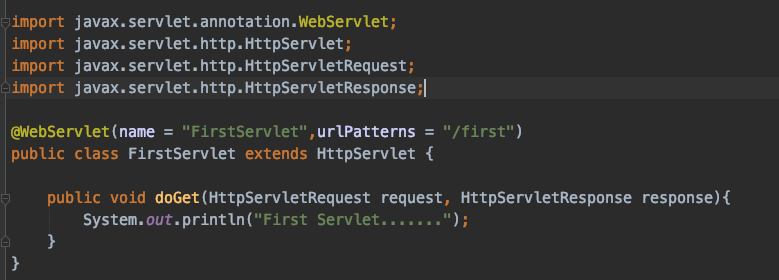 import javax.servlet.annotation.WebServlet;
import javax.servlet.http.HttpServlet;
import javax.servlet.http.HttpServletRequest;
import javax.servlet.http.HttpServletResponse;
@WebServlet(name = "FirstServlet",urlPatterns = "/first")
public class FirstServlet extends HttpServlet {
public void doGet(HttpServletRequest request, HttpServletResponse response){
System.out.println("First Servlet.......");
}
}